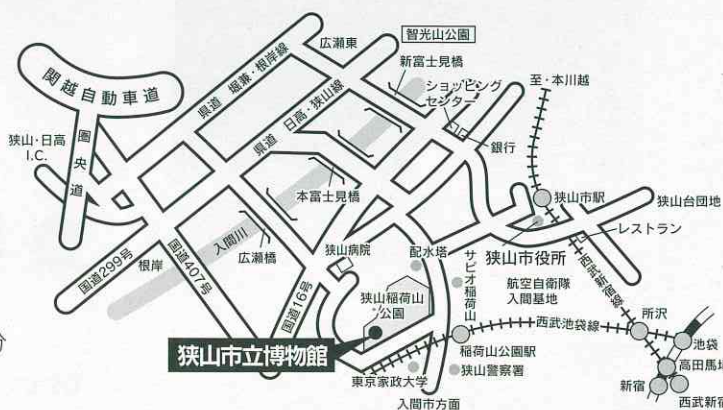 関越自動車道
圏央道
狭山・日高
I.C.
県道 堀兼・根岸線
広瀬東
県道 日高・狭山線
智光山公園
新富士見橋
ショッピング
センター
銀行
至・本川越
狭山市駅
狭山台団地
レストラン
狭山市役所
本富士見橋
入間川
広瀬橋
国道299号
根岸
国道407号
国道16号
狭山病院
配水塔
サピオ稲荷山
航空自衛隊
入間基地
西武新宿線
狭山稲荷山
公園
狭山市立博物館
稲荷山公園駅
西武池袋線
所沢
池袋
高田馬場
新宿
西武新宿
東京家政大学
狭山警察署
入間市方面
分